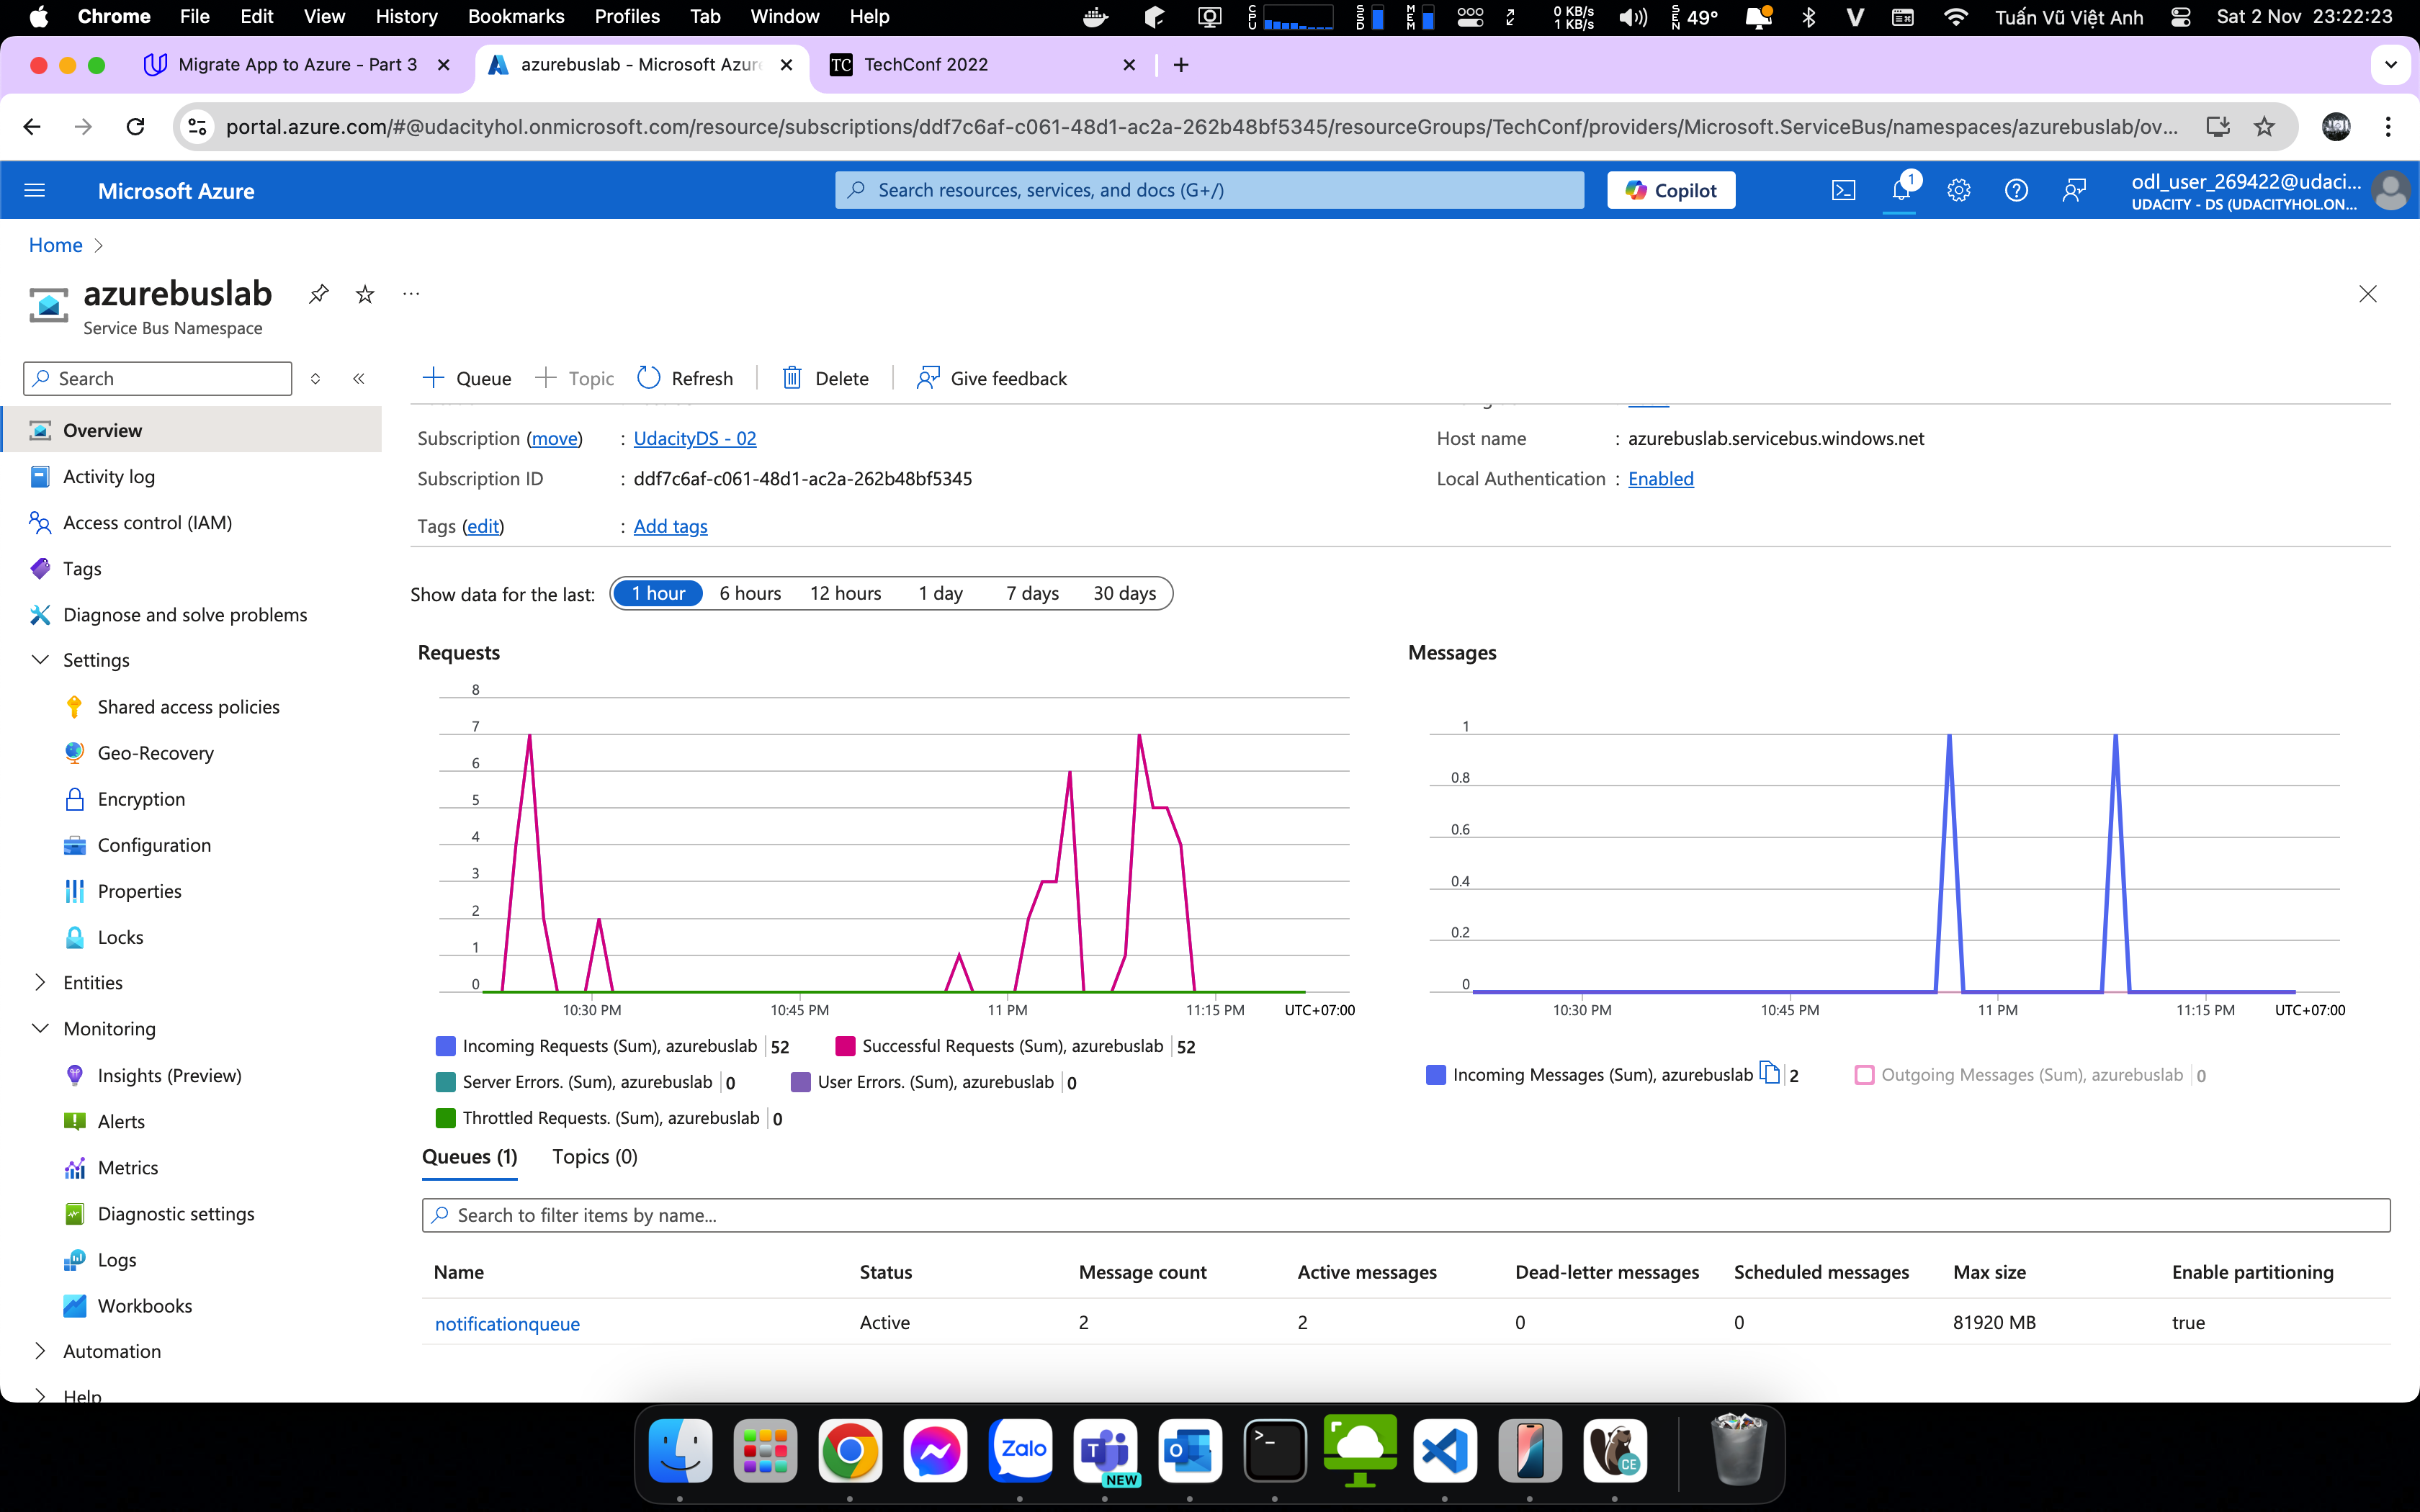 Chrome File Edit View History Bookmarks Profiles Tab Window Help
CPU SSD MEM 0 KB/s 1 KB/s SEN 49° V Tuấn Vũ Việt Anh Sat 2 Nov 23:22:23
Migrate App to Azure - Part 3
azurebuslab - Microsoft Azur
TC TechConf 2022
portal.azure.com/#@udacityhol.onmicrosoft.com/resource/subscriptions/ddf7c6af-c061-48d1-ac2a-262b48bf5345/resourceGroups/TechConf/providers/Microsoft.ServiceBus/namespaces/azurebuslab/ov...
Microsoft Azure
Search resources, services, and docs (G+/)
Copilot
1
odl_user_269422@udaci...
UDACITY - DS (UDACITYHOL.ON...
Home
azurebuslab
Service Bus Namespace
Search
Queue Topic Refresh Delete Give feedback
Overview
Activity log
Access control (IAM)
Tags
Diagnose and solve problems
Settings
Shared access policies
Geo-Recovery
Encryption
Configuration
Properties
Locks
Entities
Monitoring
Insights (Preview)
Alerts
Metrics
Diagnostic settings
Logs
Workbooks
Automation
Help
Subscription (move) : UdacityDS - 02
Subscription ID : ddf7c6af-c061-48d1-ac2a-262b48bf5345
Tags (edit) : Add tags
Host name : azurebuslab.servicebus.windows.net
Local Authentication : Enabled
Show data for the last: 1 hour 6 hours 12 hours 1 day 7 days 30 days
Requests
8
7
6
5
4
3
2
1
0
10:30 PM 10:45 PM 11 PM 11:15 PM UTC+07:00
Incoming Requests (Sum), azurebuslab 52
Successful Requests (Sum), azurebuslab 52
Server Errors. (Sum), azurebuslab 0
User Errors. (Sum), azurebuslab 0
Throttled Requests. (Sum), azurebuslab 0
Messages
1
0.8
0.6
0.4
0.2
0
10:30 PM 10:45 PM 11 PM 11:15 PM UTC+07:00
Incoming Messages (Sum), azurebuslab 2
Outgoing Messages (Sum), azurebuslab 0
Queues (1) Topics (0)
Search to filter items by name...
Name Status Message count Active messages Dead-letter messages Scheduled messages Max size Enable partitioning
notificationqueue Active 2 2 0 0 81920 MB true
Zalo
T
NEW
O
>_
CE